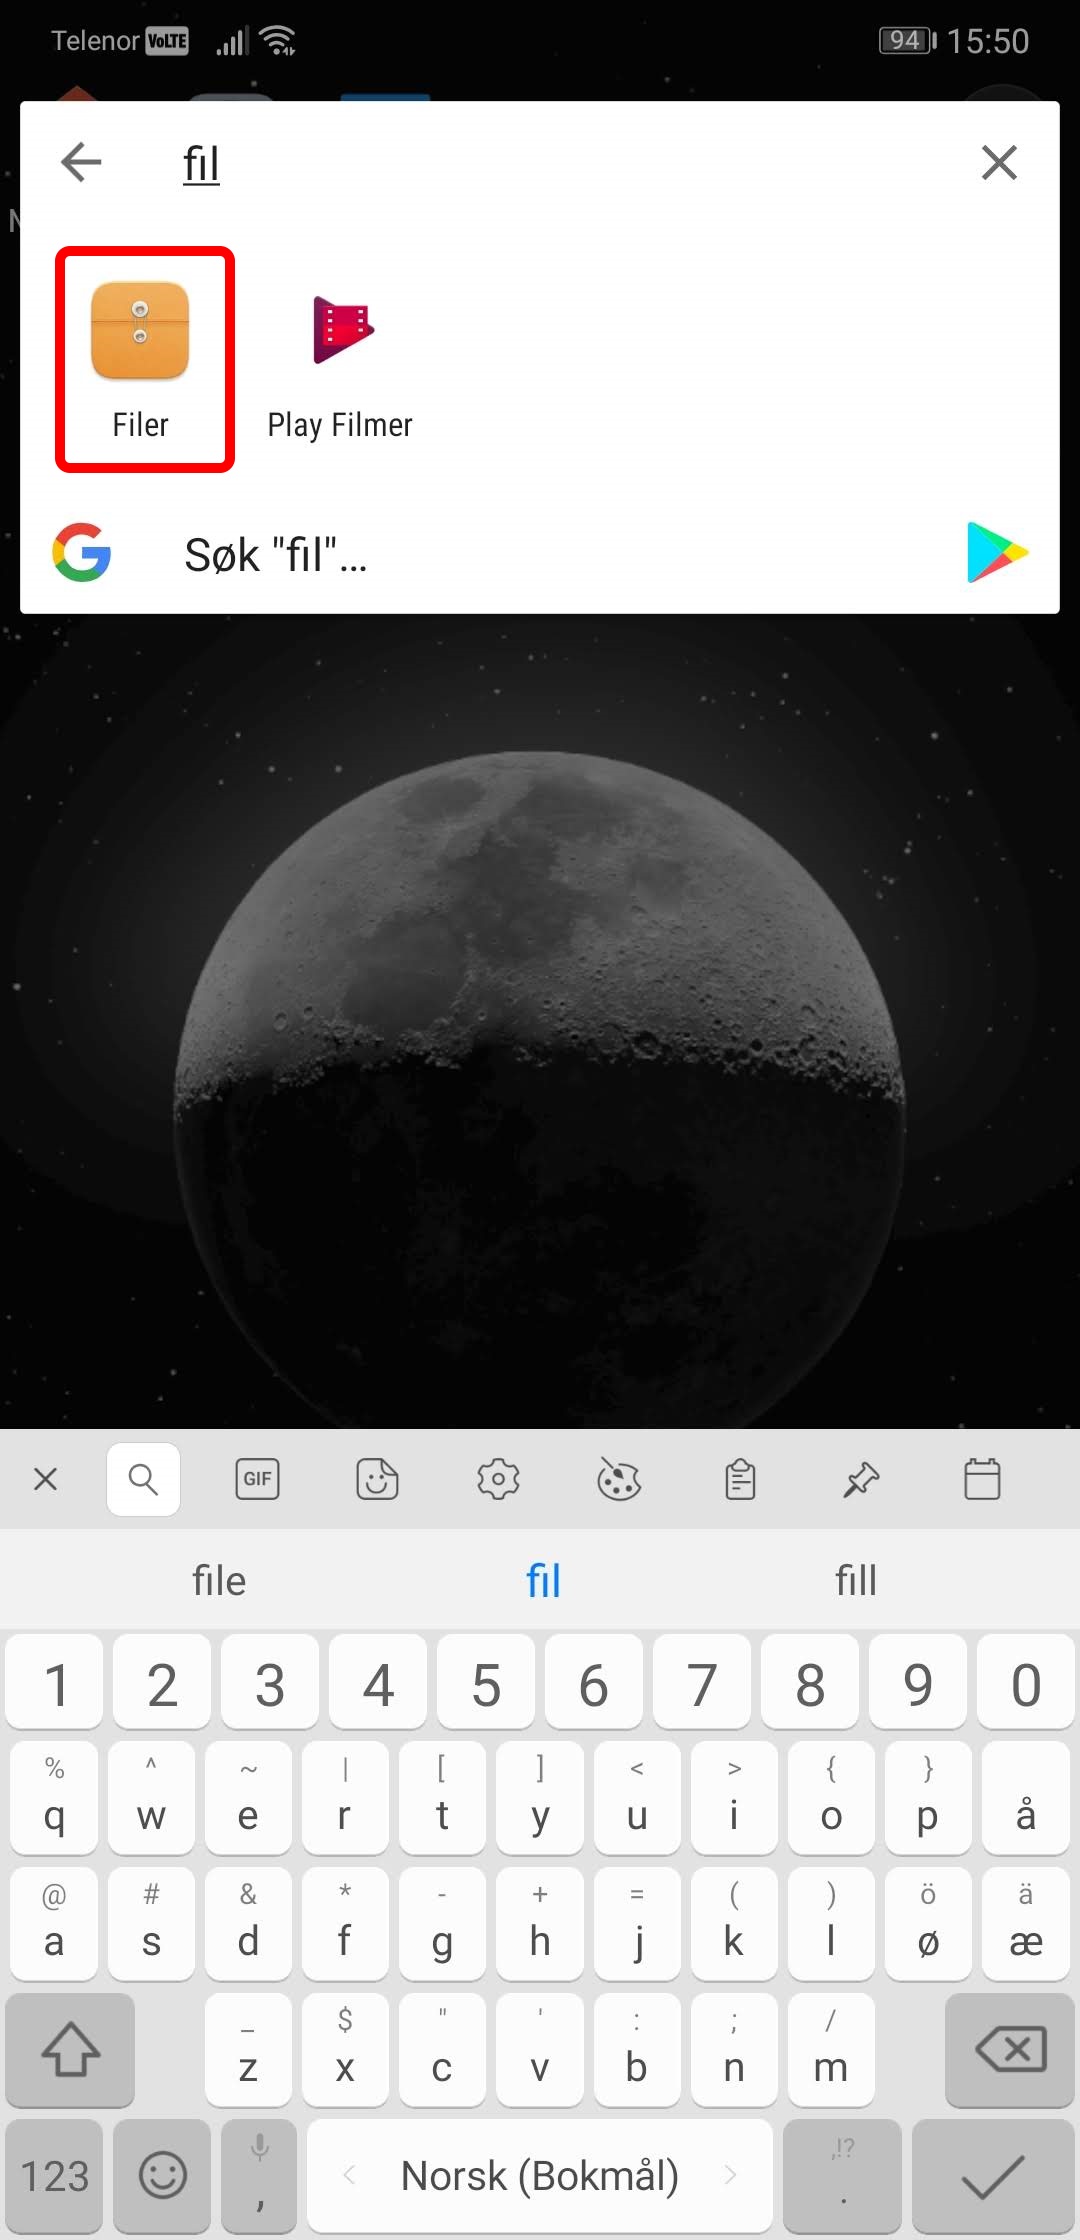 Telenor VoLTE 94 15:50
fil
Filer Play Filmer
G Søk "fil"...
GIF
file fil fill
1 2 3 4 5 6 7 8 9 0
% ^ ~ | [ ] < > { }
q w e r t y u i o p å
@ # & * - + = ( ) ö ä
a s d f g h j k l ø æ
_ $ " ' : ; /
z x c v b n m
,!?
123 , < Norsk (Bokmål) > .